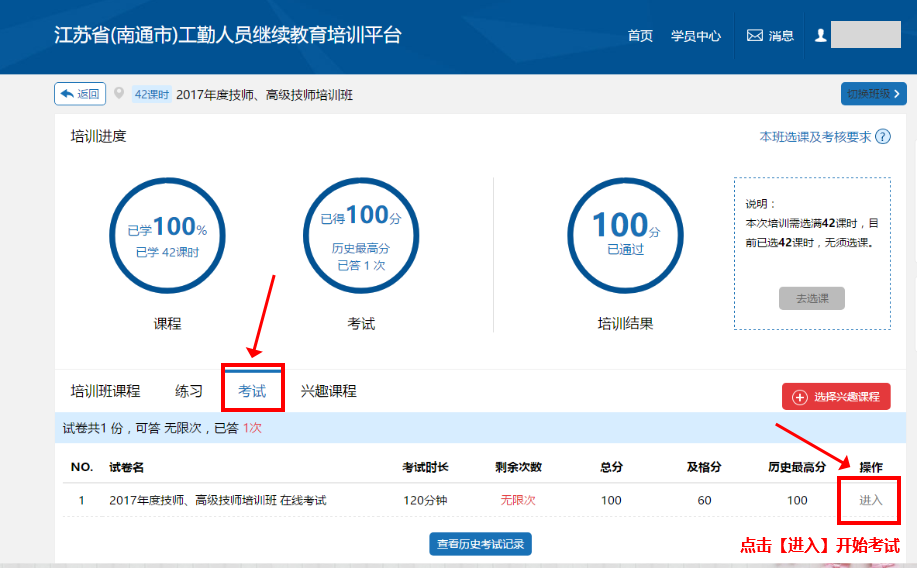 江苏省(南通市)工勤人员继续教育培训平台
首页 学员中心 消息
返回 42课时 2017年度技师、高级技师培训班 切换班级
培训进度 本班选课及考核要求 ?
已学100%
已学 42课时
课程
已得100分
历史最高分
已答 1 次
考试
100分
已通过
培训结果
说明：
本次培训需选满42课时，目
前已选42课时，无须选课。
去选课
培训班课程 练习 考试 兴趣课程 选择兴趣课程
试卷共1 份，可答 无限次，已答 1次
NO. 试卷名 考试时长 剩余次数 总分 及格分 历史最高分 操作
1 2017年度技师、高级技师培训班 在线考试 120分钟 无限次 100 60 100 进入
查看历史考试记录
点击【进入】开始考试